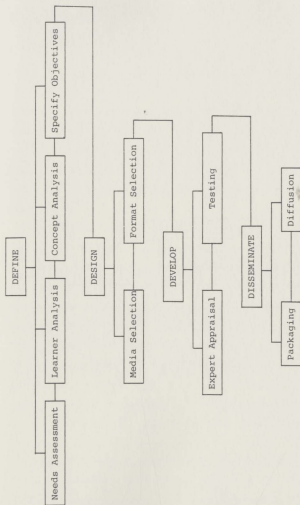 DEFINE
Needs Assessment
Learner Analysis
Concept Analysis
Specify Objectives
DESIGN
Media Selection
Format Selection
DEVELOP
Expert Appraisal
Testing
DISSEMINATE
Packaging
Diffusion